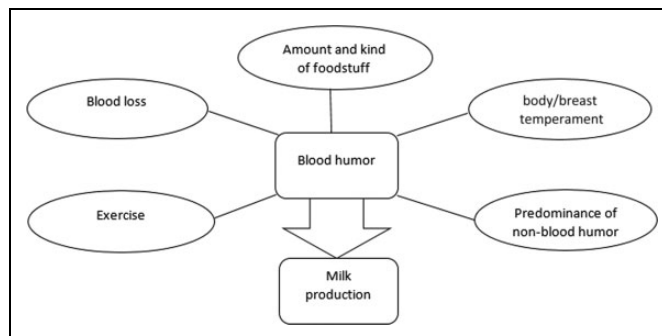 Amount and kind
of foodstuff
Blood loss
body/breast
temperament
Blood humor
Exercise
Predominance of
non-blood humor
Milk
production